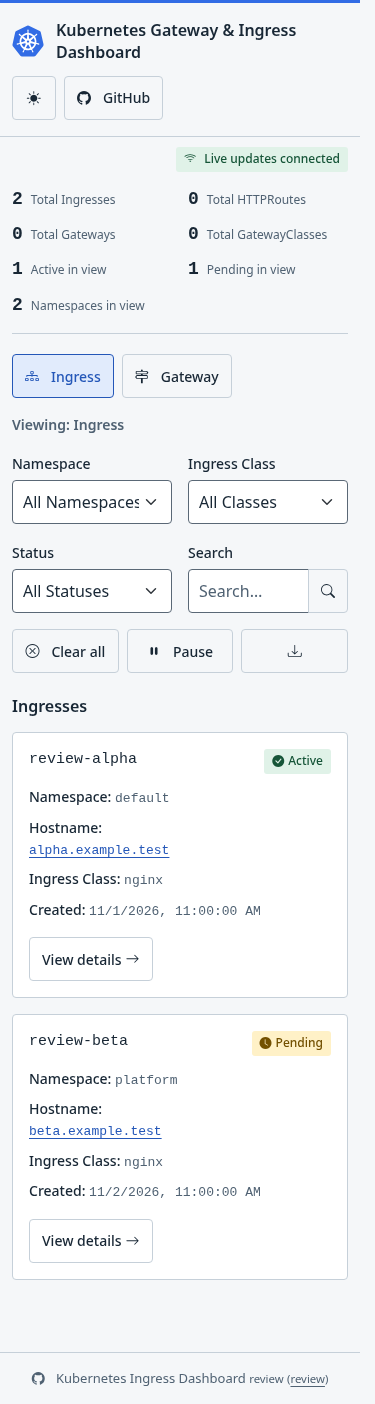 Kubernetes Gateway & Ingress
Dashboard
GitHub
Live updates connected
2 Total Ingresses
0 Total HTTPRoutes
0 Total Gateways
0 Total GatewayClasses
1 Active in view
1 Pending in view
2 Namespaces in view
Ingress
Gateway
Viewing: Ingress
Namespace
Ingress Class
All Namespaces
All Classes
Status
Search
All Statuses
Search...
Clear all
Pause
Ingresses
review-alpha
Active
Namespace: default
Hostname:
alpha.example.test
Ingress Class: nginx
Created: 11/1/2026, 11:00:00 AM
View details →
review-beta
Pending
Namespace: platform
Hostname:
beta.example.test
Ingress Class: nginx
Created: 11/2/2026, 11:00:00 AM
View details →
Kubernetes Ingress Dashboard review (review)